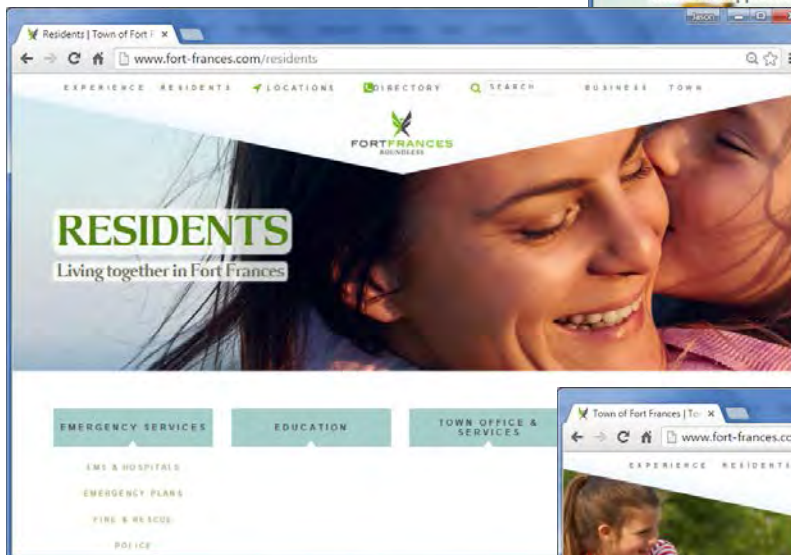 Jason
Residents | Town of Fort F
www.fort-frances.com/residents
EXPERIENCE RESIDENTS LOCATIONS DIRECTORY SEARCH BUSINESS TOWN
FORTFRANCES
BOUNDLESS
RESIDENTS
Living together in Fort Frances
EMERGENCY SERVICES
EDUCATION
TOWN OFFICE & SERVICES
EMS & HOSPITALS
EMERGENCY PLANS
FIRE & RESCUE
POLICE
Town of Fort Frances | To
www.fort-frances.co
EXPERIENCE RESIDENTS